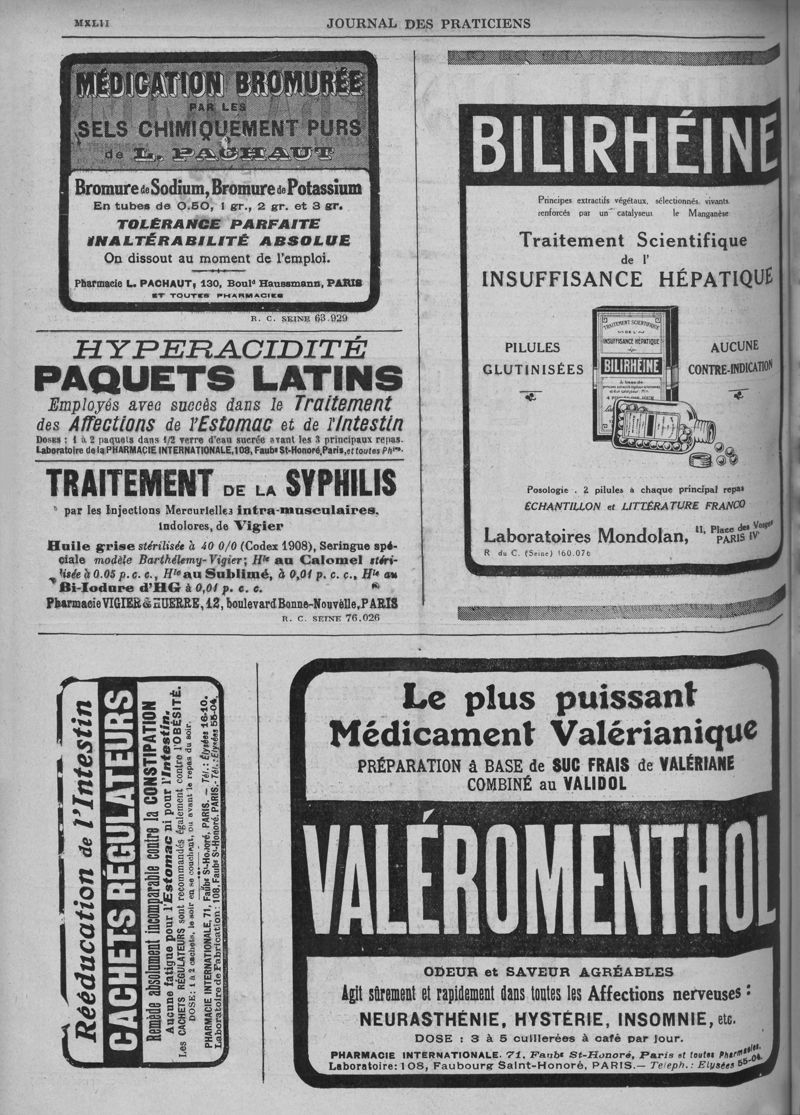 MXLII
JOURNAL DES PRATICIENS
MÉDICATION BROMURÉE
PAR LES
SELS CHIMIQUEMENT PURS
de L. PACHAUT
Bromure de Sodium, Bromure de Potassium
En tubes de 0.50, 1 gr., 2 gr. et 3 gr.
TOLÉRANCE PARFAITE
INALTÉRABILITÉ ABSOLUE
On dissout au moment de l'emploi.
Pharmacie L. PACHAUT, 130, Boulᵈ Haussmann, PARIS
ET TOUTES PHARMACIES
R. C. SEINE 63.929
HYPERACIDITÉ
PAQUETS LATINS
Employés avec succès dans le Traitement
des Affections de l'Estomac et de l'Intestin
DOSES : 1 à 2 paquets dans 1/2 verre d'eau sucrée avant les 3 principaux repas.
Laboratoire de la PHARMACIE INTERNATIONALE, 108, Faubᵍ St-Honoré, Paris, et toutes Phⁱᵉˢ.
TRAITEMENT DE LA SYPHILIS
par les Injections Mercurielles intra-musculaires,
indolores, de Vigier
Huile grise stérilisée à 40 0/0 (Codex 1908), Seringue spé-
ciale modèle Barthélemy-Vigier; Hˡᵉ au Calomel stéri-
lisée à 0.05 p. c. c., Hˡᵉ au Sublimé, à 0,01 p. c. c., Hˡᵉ au
Bi-Iodure d'HG à 0,01 p. c. c.
Pharmacie VIGIER & HUERRE, 12, boulevard Bonne-Nouvelle, PARIS
R. C. SEINE 76.026
BILIRHÉINE
Principes extractifs végétaux, sélectionnés, vivants
renforcés par un catalyseur le Manganèse
Traitement Scientifique
de l'
INSUFFISANCE HÉPATIQUE
PILULES
GLUTINISÉES
TRAITEMENT SCIENTIFIQUE
DE L'
INSUFFISANCE HÉPATIQUE
BILIRHÉINE
AUCUNE
CONTRE-INDICATION
Posologie . 2 pilules à chaque principal repas
ÉCHANTILLON et LITTÉRATURE FRANCO
Laboratoires Mondolan, 11, Place des Vosges
PARIS IVᵉ
R du C. (Seine) 160.076
Rééducation de l'Intestin
CACHETS RÉGULATEURS
Remède absolument incomparable contre la CONSTIPATION
Aucune fatigue pour l'Estomac ni pour l'Intestin.
Les CACHETS RÉGULATEURS sont recommandés également contre l'OBÉSITÉ.
DOSE: 1 à 2 cachets, le soir en se couchant, ou avant le repas du soir.
PHARMACIE INTERNATIONALE, 71, Faubᵍ Sᵗ-Honoré, PARIS. — Tél.: Élysées 16-10.
Laboratoire de Fabrication: 108, Faubᵍ Sᵗ-Honoré, PARIS.- Tél.: Elysées 55-04.
Le plus puissant
Médicament Valérianique
PRÉPARATION à BASE de SUC FRAIS de VALÉRIANE
COMBINÉ au VALIDOL
VALÉROMENTHOL
ODEUR et SAVEUR AGRÉABLES
Agit sûrement et rapidement dans toutes les Affections nerveuses :
NEURASTHÉNIE, HYSTÉRIE, INSOMNIE, etc.
DOSE : 3 à 5 cuillerées à café par jour.
PHARMACIE INTERNATIONALE. 71, Faubᵍ St-Honoré, Paris et toutes Pharmacies.
Laboratoire: 108, Faubourg Saint-Honoré, PARIS.— Teleph.: Elysées 55-04.